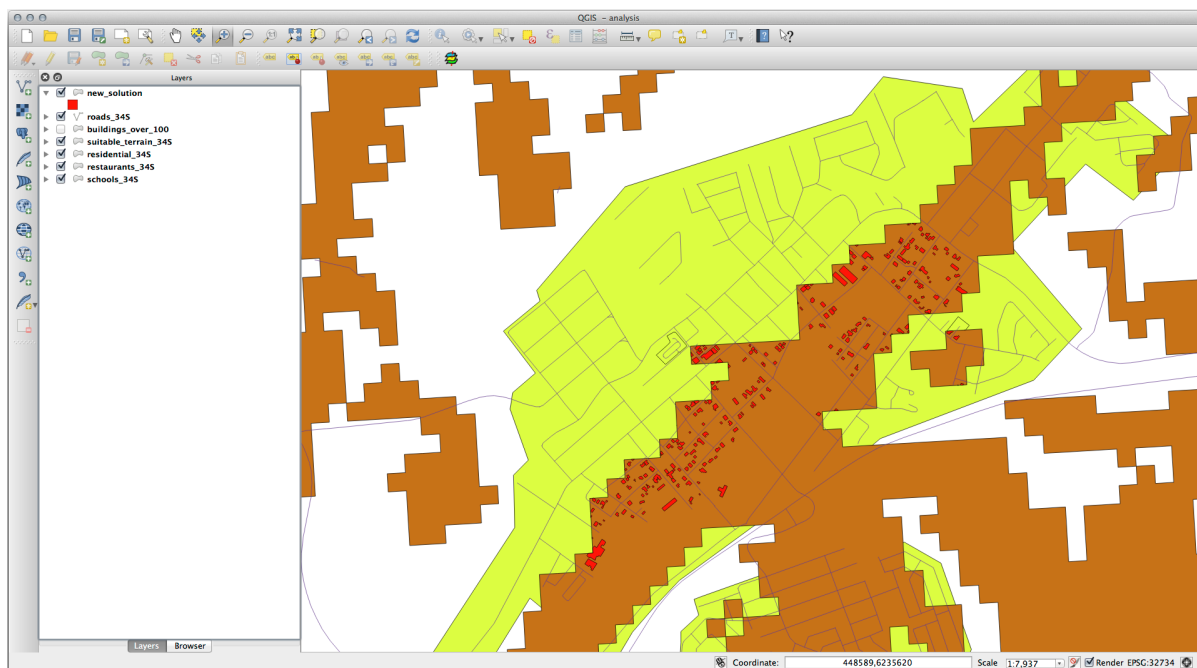 QGIS - analysis
Layers
new_solution
roads_34S
buildings_over_100
suitable_terrain_34S
residential_34S
restaurants_34S
schools_34S
Layers Browser
Coordinate: 448589,6235620 Scale 1:7,937 Render EPSG:32734